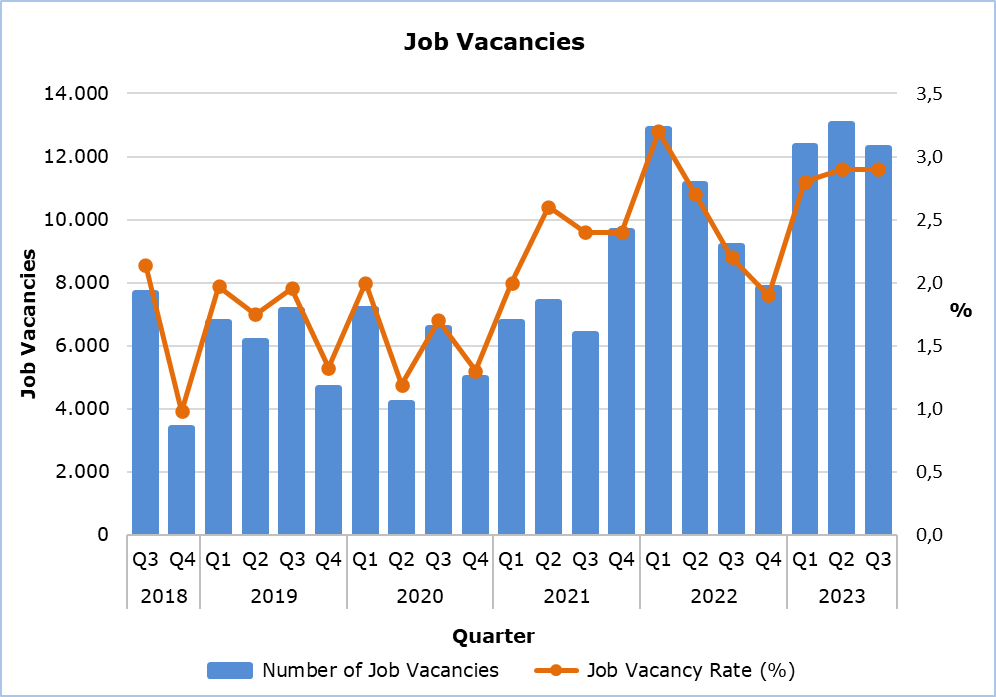 Job Vacancies
14.000 3,5
12.000 3,0
10.000 2,5
8.000 2,0
6.000 1,5
4.000 1,0
2.000 0,5
0 0,0
Job Vacancies
%
Q3 Q4 Q1 Q2 Q3 Q4 Q1 Q2 Q3 Q4 Q1 Q2 Q3 Q4 Q1 Q2 Q3 Q4 Q1 Q2 Q3
2018 2019 2020 2021 2022 2023
Quarter
Number of Job Vacancies Job Vacancy Rate (%)